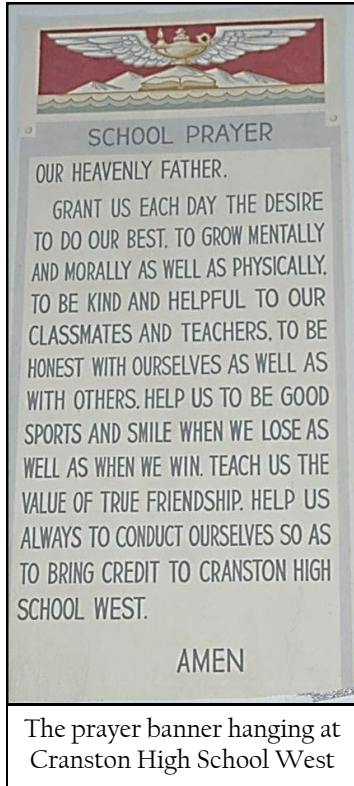 SCHOOL PRAYER
OUR HEAVENLY FATHER.
GRANT US EACH DAY THE DESIRE
TO DO OUR BEST, TO GROW MENTALLY
AND MORALLY AS WELL AS PHYSICALLY,
TO BE KIND AND HELPFUL TO OUR
CLASSMATES AND TEACHERS, TO BE
HONEST WITH OURSELVES AS WELL AS
WITH OTHERS. HELP US TO BE GOOD
SPORTS AND SMILE WHEN WE LOSE AS
WELL AS WHEN WE WIN. TEACH US THE
VALUE OF TRUE FRIENDSHIP. HELP US
ALWAYS TO CONDUCT OURSELVES SO AS
TO BRING CREDIT TO CRANSTON HIGH
SCHOOL WEST.
AMEN
The prayer banner hanging at
Cranston High School West